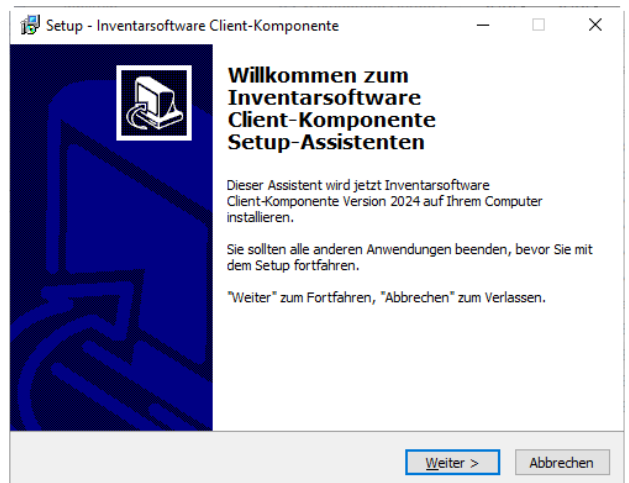 Setup - Inventarsoftware Client-Komponente
Willkommen zum
Inventarsoftware
Client-Komponente
Setup-Assistenten
Dieser Assistent wird jetzt Inventarsoftware
Client-Komponente Version 2024 auf Ihrem Computer
installieren.
Sie sollten alle anderen Anwendungen beenden, bevor Sie mit
dem Setup fortfahren.
"Weiter" zum Fortfahren, "Abbrechen" zum Verlassen.
Weiter > Abbrechen